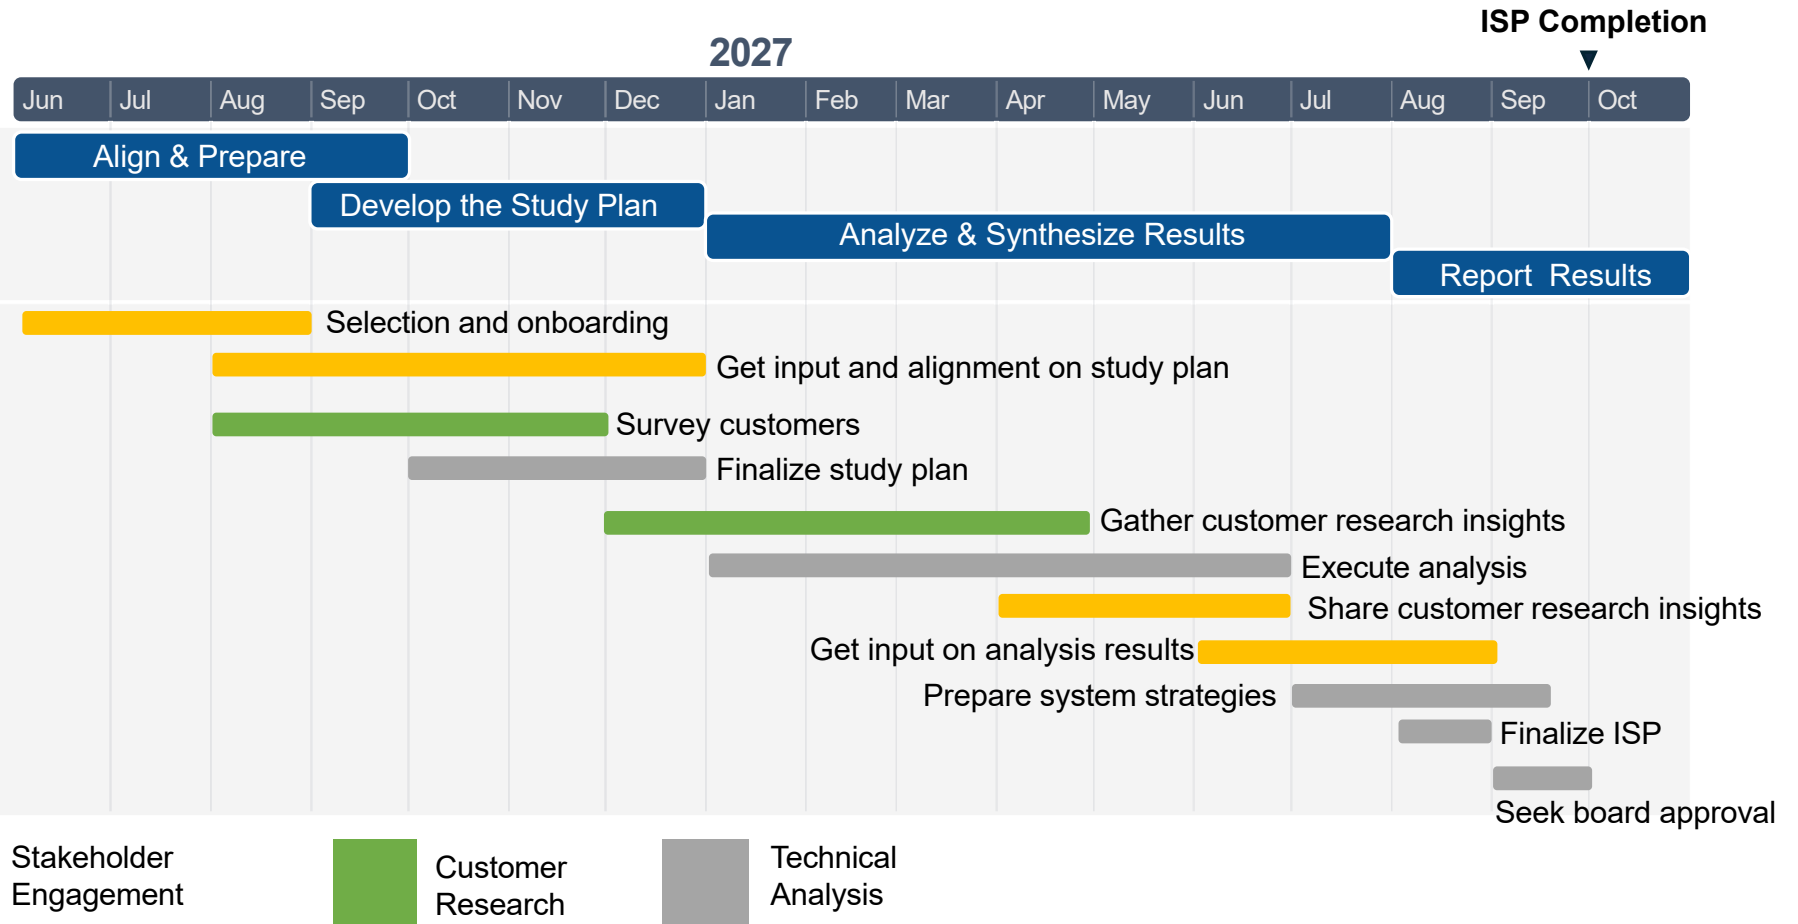 ISP Completion
2027
Jun Jul Aug Sep Oct Nov Dec Jan Feb Mar Apr May Jun Jul Aug Sep Oct
Align & Prepare
Develop the Study Plan
Analyze & Synthesize Results
Report  Results
Selection and onboarding
Get input and alignment on study plan
Survey customers
Finalize study plan
Gather customer research insights
Execute analysis
Share customer research insights
Get input on analysis results
Prepare system strategies
Finalize ISP
Seek board approval
Stakeholder
Engagement
Customer
Research
Technical
Analysis